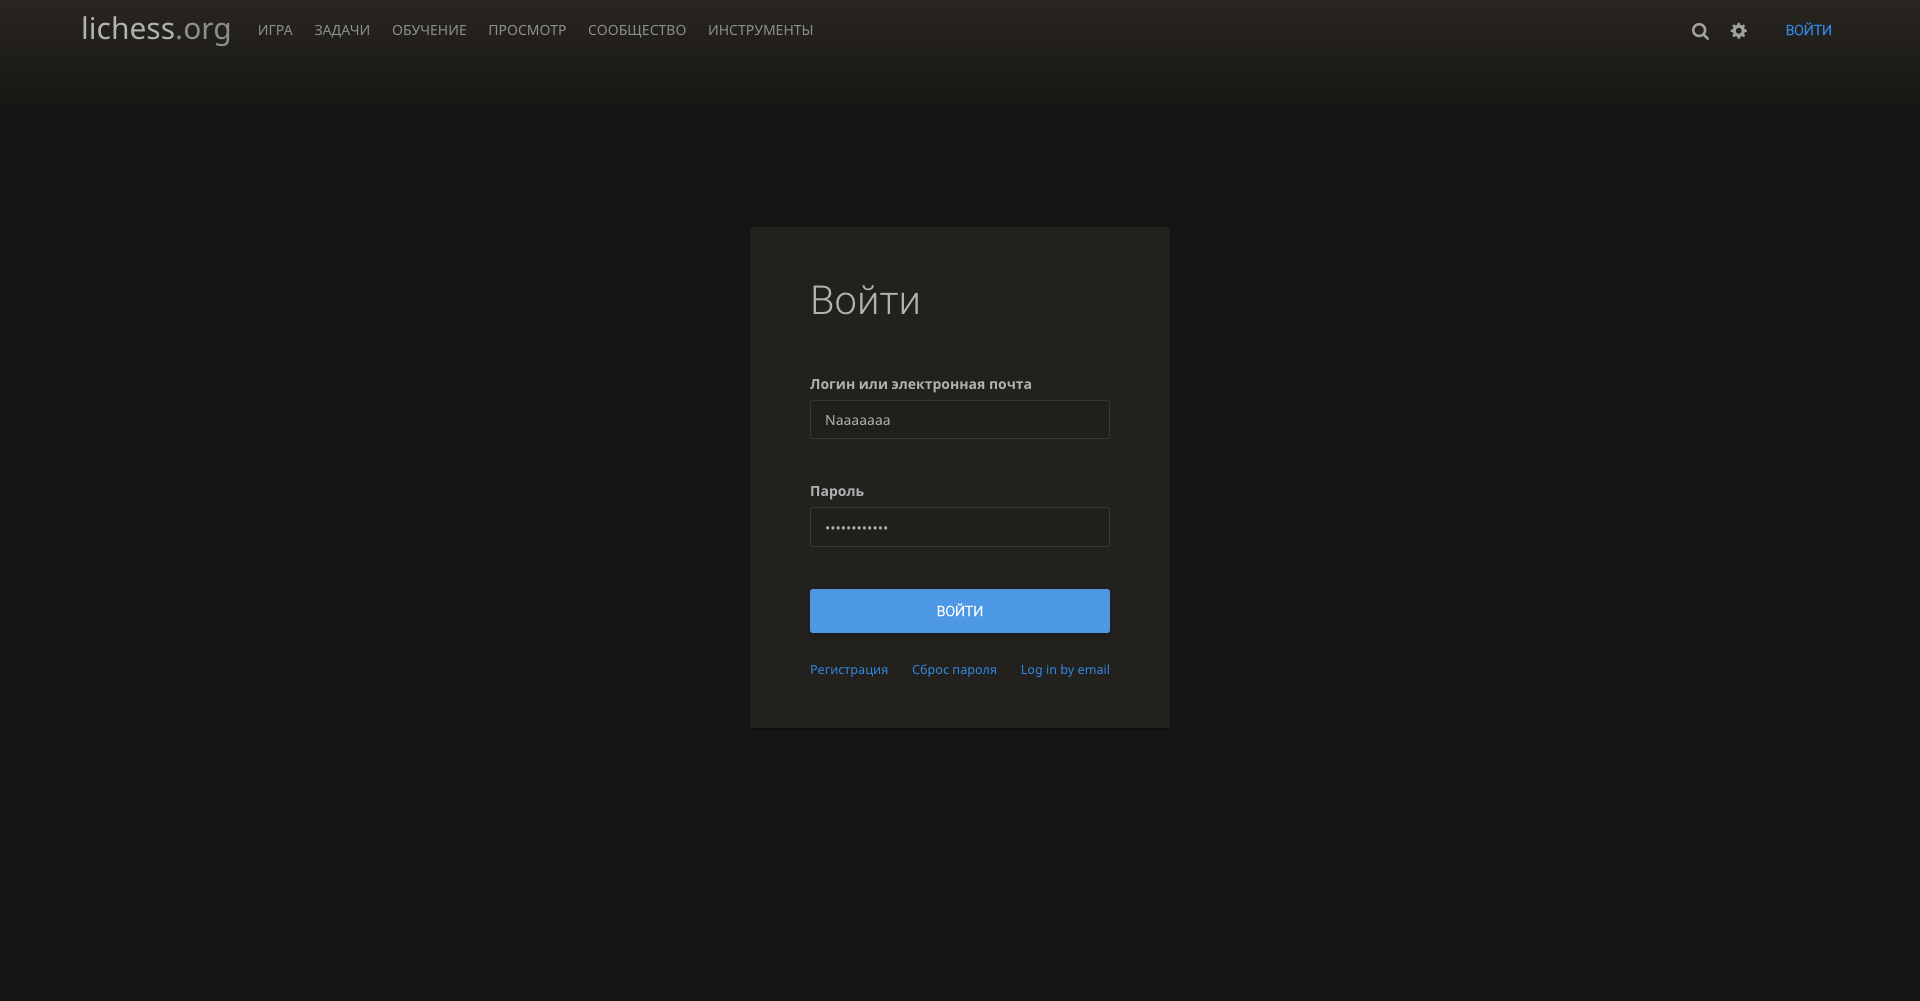 lichess.org ИГРА ЗАДАЧИ ОБУЧЕНИЕ ПРОСМОТР СООБЩЕСТВО ИНСТРУМЕНТЫ ВОЙТИ
Войти
Логин или электронная почта
Naaaaaaa
Пароль
••••••••••••
ВОЙТИ
Регистрация Сброс пароля Log in by email